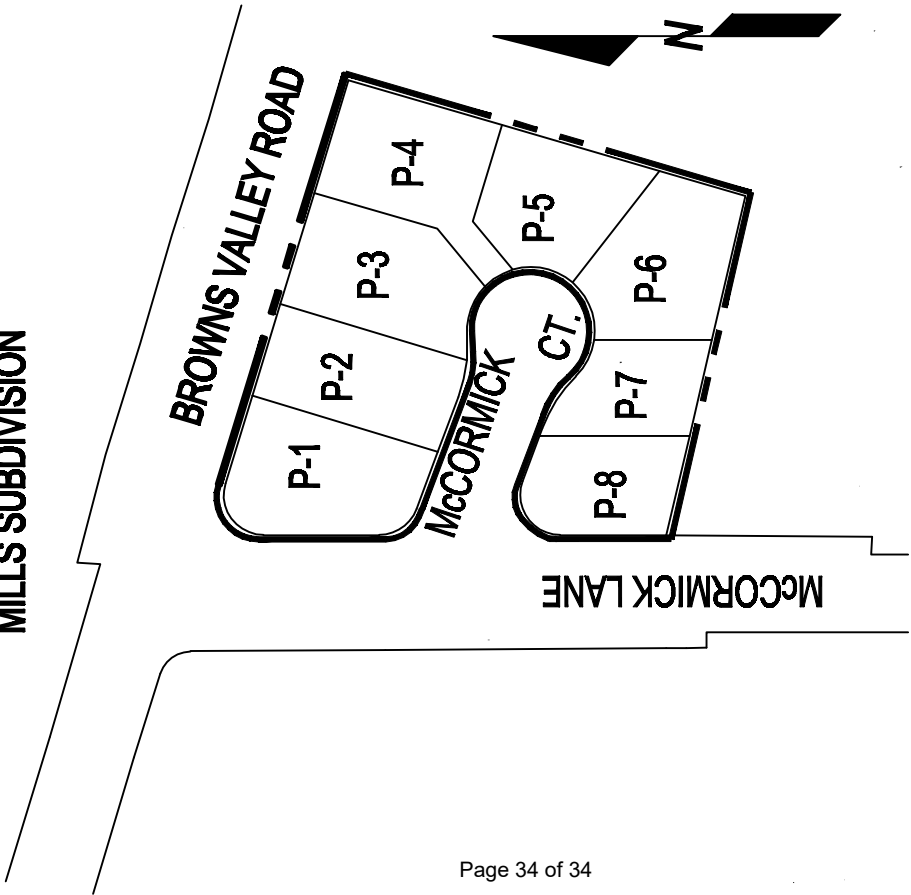 MILLS SUBDIVISION
BROWNS VALLEY ROAD
N
P-4
P-3
P-5
P-2
P-6
P-1
McCORMICK
CT.
P-7
P-8
McCORMICK LANE
Page 34 of 34